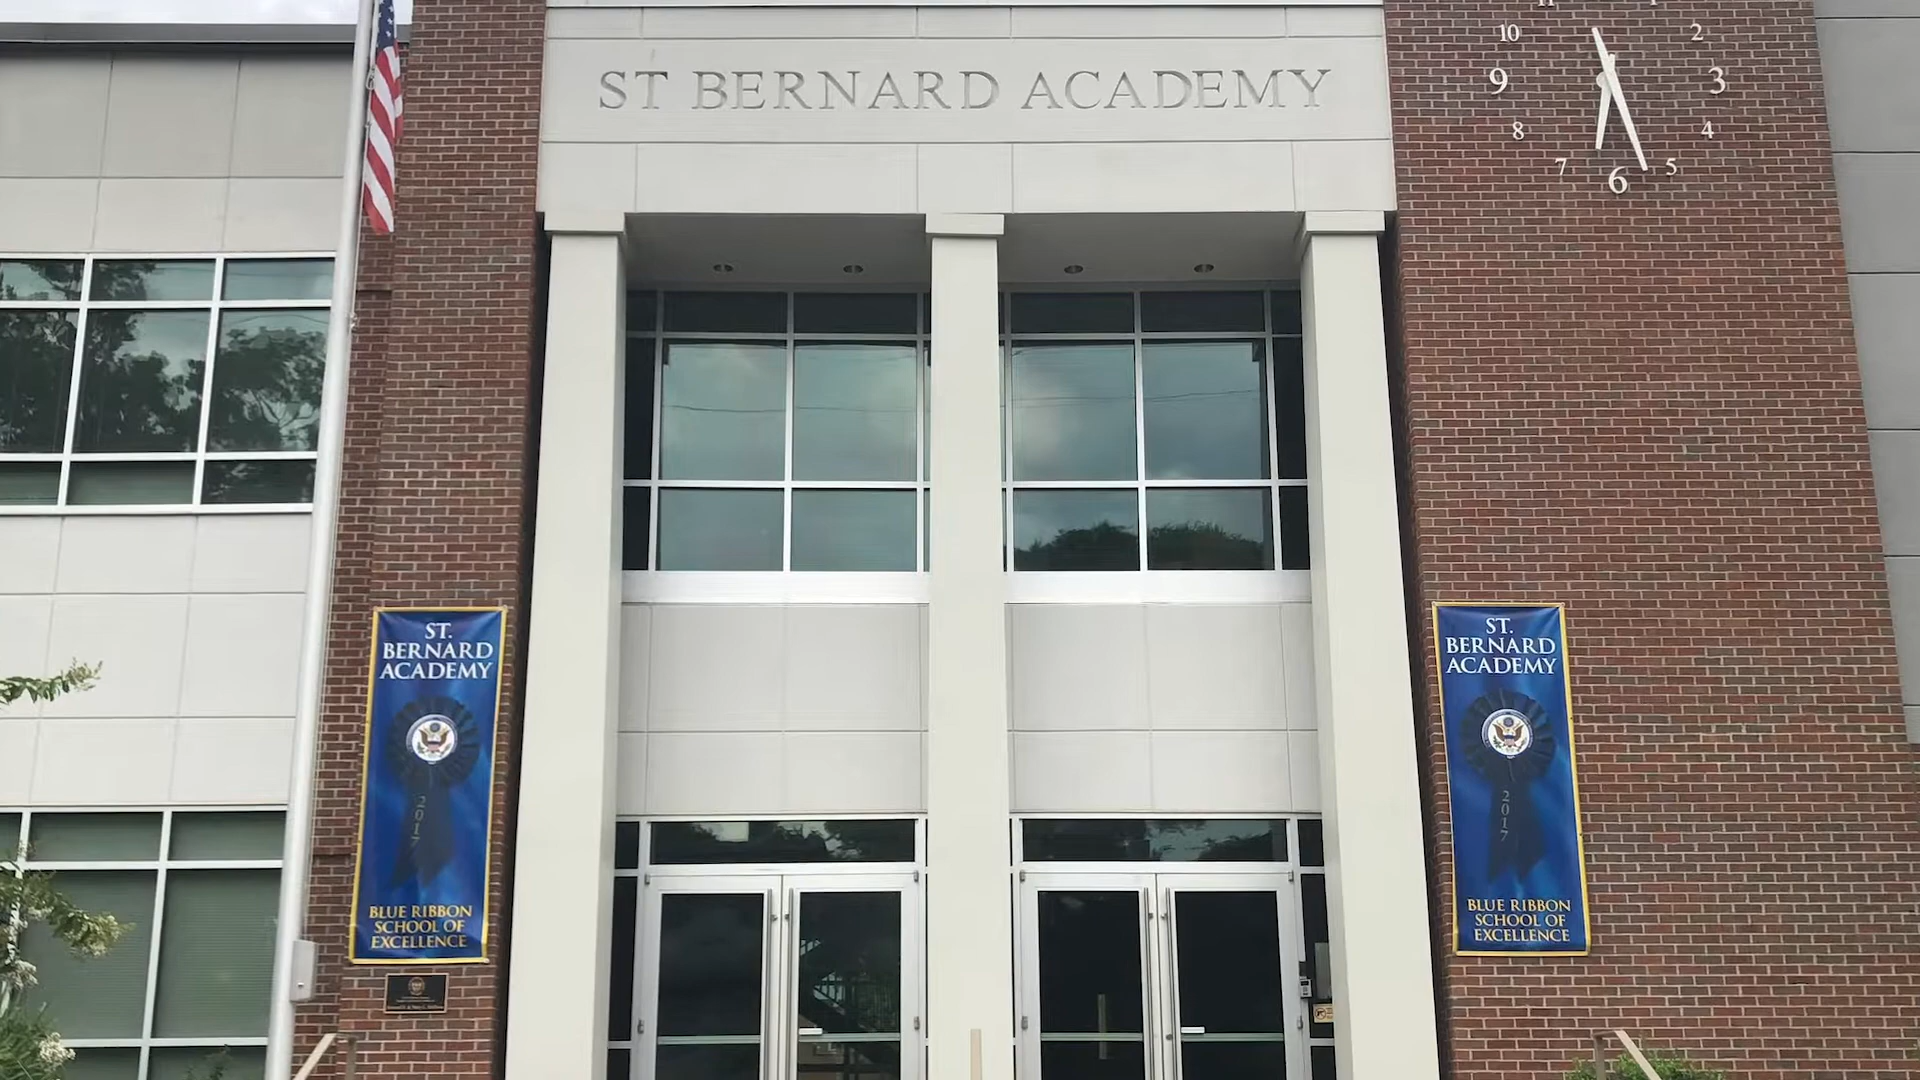 ST BERNARD ACADEMY
10
2
9
3
8
4
7
5
6
ST.
BERNARD
ACADEMY
2017
BLUE RIBBON
SCHOOL OF
EXCELLENCE
ST.
BERNARD
ACADEMY
2017
BLUE RIBBON
SCHOOL OF
EXCELLENCE